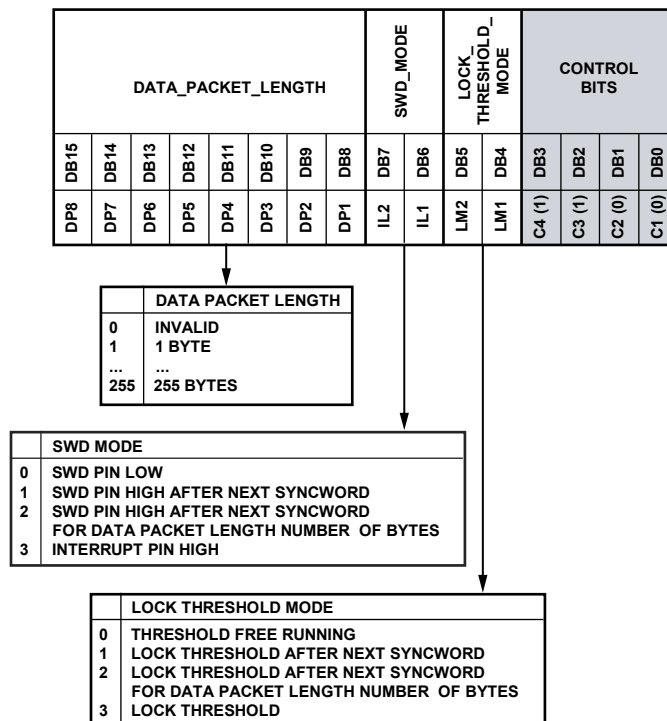 DATA_PACKET_LENGTH
SWD_MODE
LOCK_
THRESHOLD_
MODE
CONTROL
BITS
DB15 DB14 DB13 DB12 DB11 DB10 DB9 DB8 DB7 DB6 DB5 DB4 DB3 DB2 DB1 DB0
DP8 DP7 DP6 DP5 DP4 DP3 DP2 DP1 IL2 IL1 LM2 LM1 C4 (1) C3 (1) C2 (0) C1 (0)
DATA PACKET LENGTH
0 INVALID
1 1 BYTE
... ...
255 255 BYTES
SWD MODE
0 SWD PIN LOW
1 SWD PIN HIGH AFTER NEXT SYNCWORD
2 SWD PIN HIGH AFTER NEXT SYNCWORD
FOR DATA PACKET LENGTH NUMBER OF BYTES
3 INTERRUPT PIN HIGH
LOCK THRESHOLD MODE
0 THRESHOLD FREE RUNNING
1 LOCK THRESHOLD AFTER NEXT SYNCWORD
2 LOCK THRESHOLD AFTER NEXT SYNCWORD
FOR DATA PACKET LENGTH NUMBER OF BYTES
3 LOCK THRESHOLD